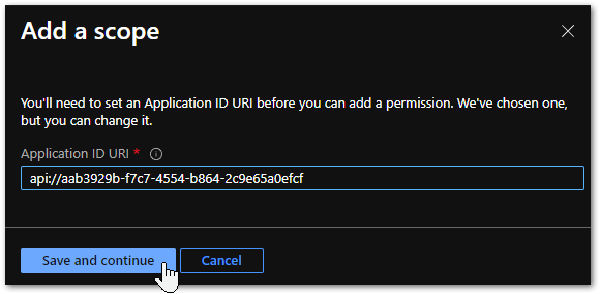 Add a scope
You'll need to set an Application ID URI before you can add a permission. We've chosen one,
but you can change it.
Application ID URI *
api://aab3929b-f7c7-4554-b864-2c9e65a0efcf
Save and continue
Cancel